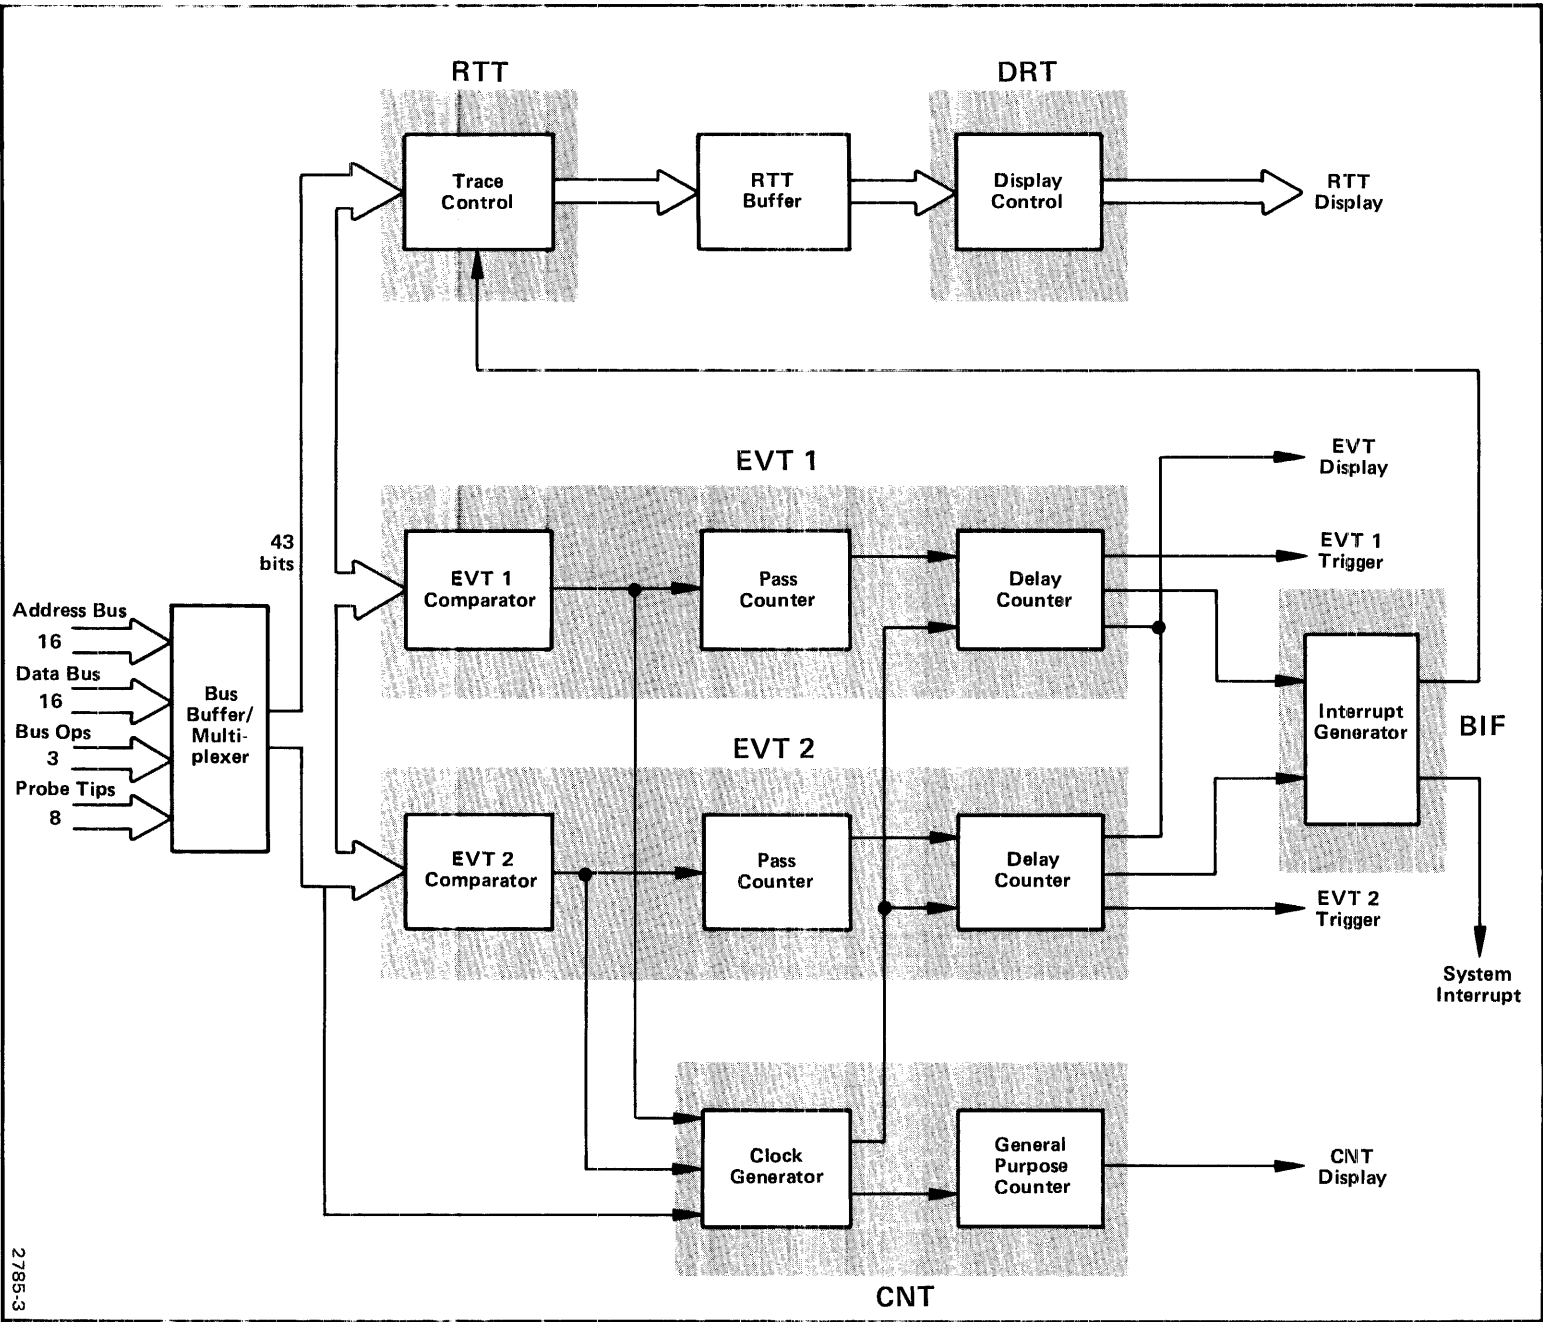 RTT
DRT
Trace
Control
RTT
Buffer
Display
Control
RTT
Display
EVT 1
EVT
Display
43
bits
EVT 1
Comparator
Pass
Counter
Delay
Counter
EVT 1
Trigger
Address Bus
16
Data Bus
16
Bus Ops
3
Probe Tips
8
Bus
Buffer/
Multi-
plexer
Interrupt
Generator
BIF
EVT 2
EVT 2
Comparator
Pass
Counter
Delay
Counter
EVT 2
Trigger
System
Interrupt
Clock
Generator
General
Purpose
Counter
CNT
Display
CNT
2785-3